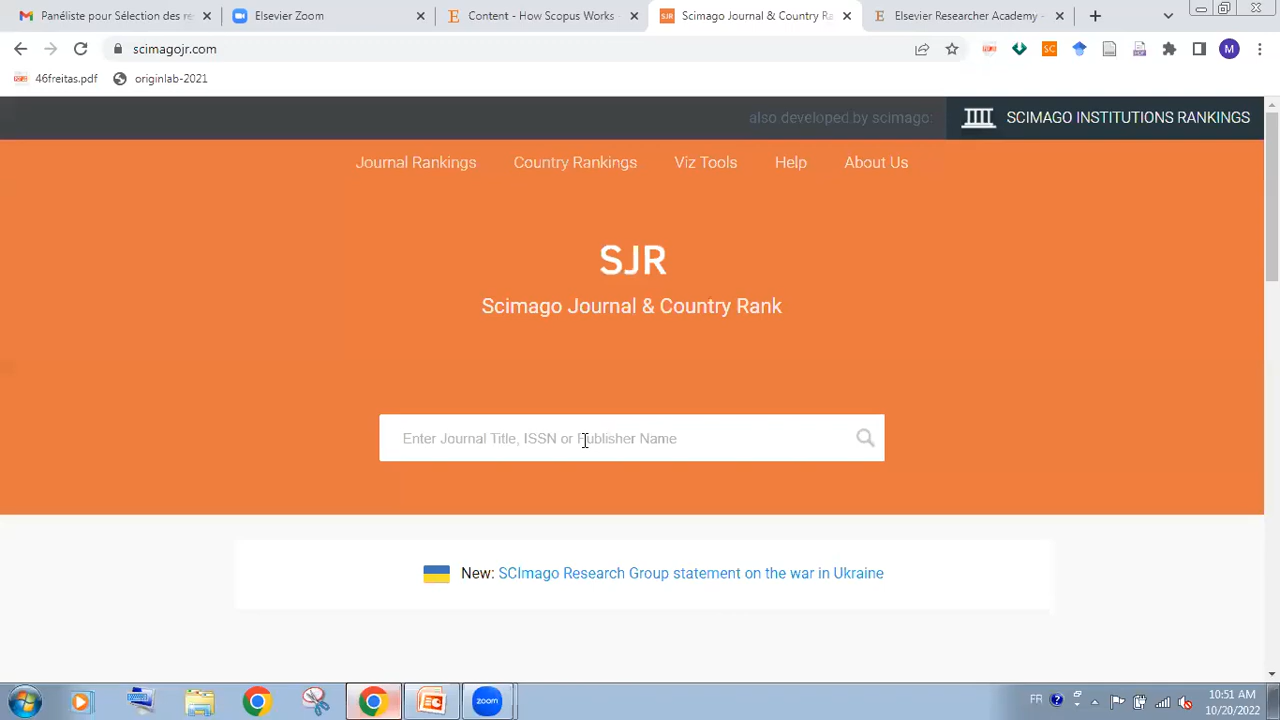 Panéliste pour Sélection des re
Elsevier Zoom
Content - How Scopus Works -
SJR Scimago Journal & Country Ra
Elsevier Researcher Academy -
scimagojr.com
SC
M
46freitas.pdf
originlab-2021
also developed by scimago:
SCIMAGO INSTITUTIONS RANKINGS
Journal Rankings
Country Rankings
Viz Tools
Help
About Us
SJR
Scimago Journal & Country Rank
Enter Journal Title, ISSN or Publisher Name
New: SCImago Research Group statement on the war in Ukraine
zoom
FR
10:51 AM
10/20/2022